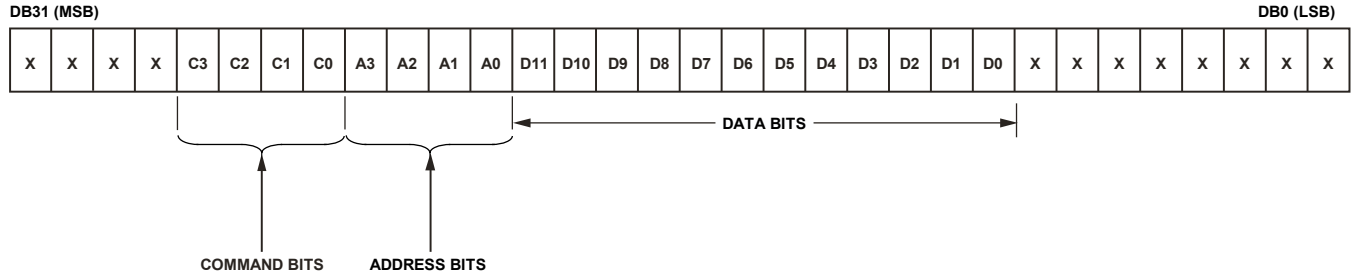 DB31 (MSB) DB0 (LSB)
X X X X C3 C2 C1 C0 A3 A2 A1 A0 D11 D10 D9 D8 D7 D6 D5 D4 D3 D2 D1 D0 X X X X X X X X
DATA BITS
COMMAND BITS ADDRESS BITS